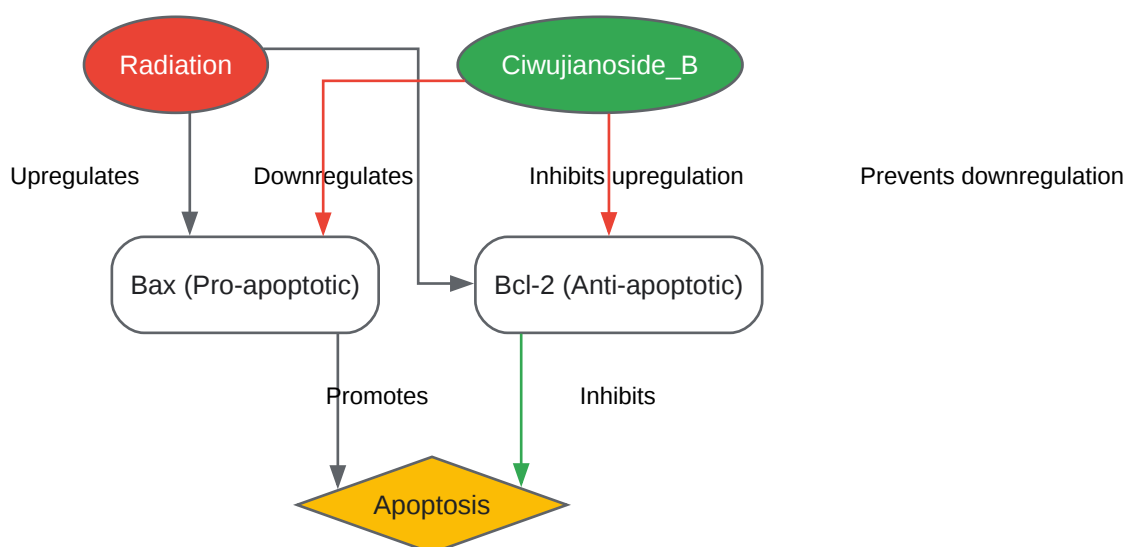 Radiation
Ciwujianoside_B
Upregulates
Downregulates
Inhibits upregulation
Prevents downregulation
Bax (Pro-apoptotic)
Bcl-2 (Anti-apoptotic)
Promotes
Inhibits
Apoptosis